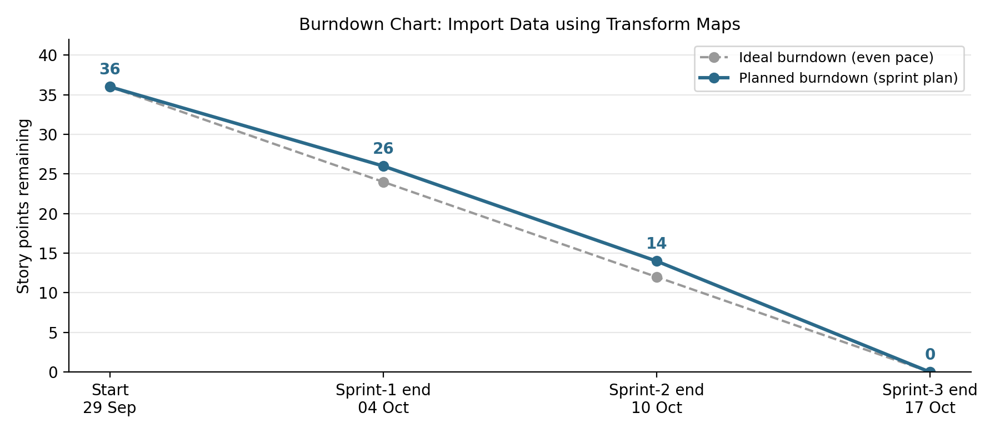 Burndown Chart: Import Data using Transform Maps
Ideal burndown (even pace)
Planned burndown (sprint plan)
Story points remaining
40
35
30
25
20
15
10
5
0
36
26
14
0
Start
29 Sep
Sprint-1 end
04 Oct
Sprint-2 end
10 Oct
Sprint-3 end
17 Oct